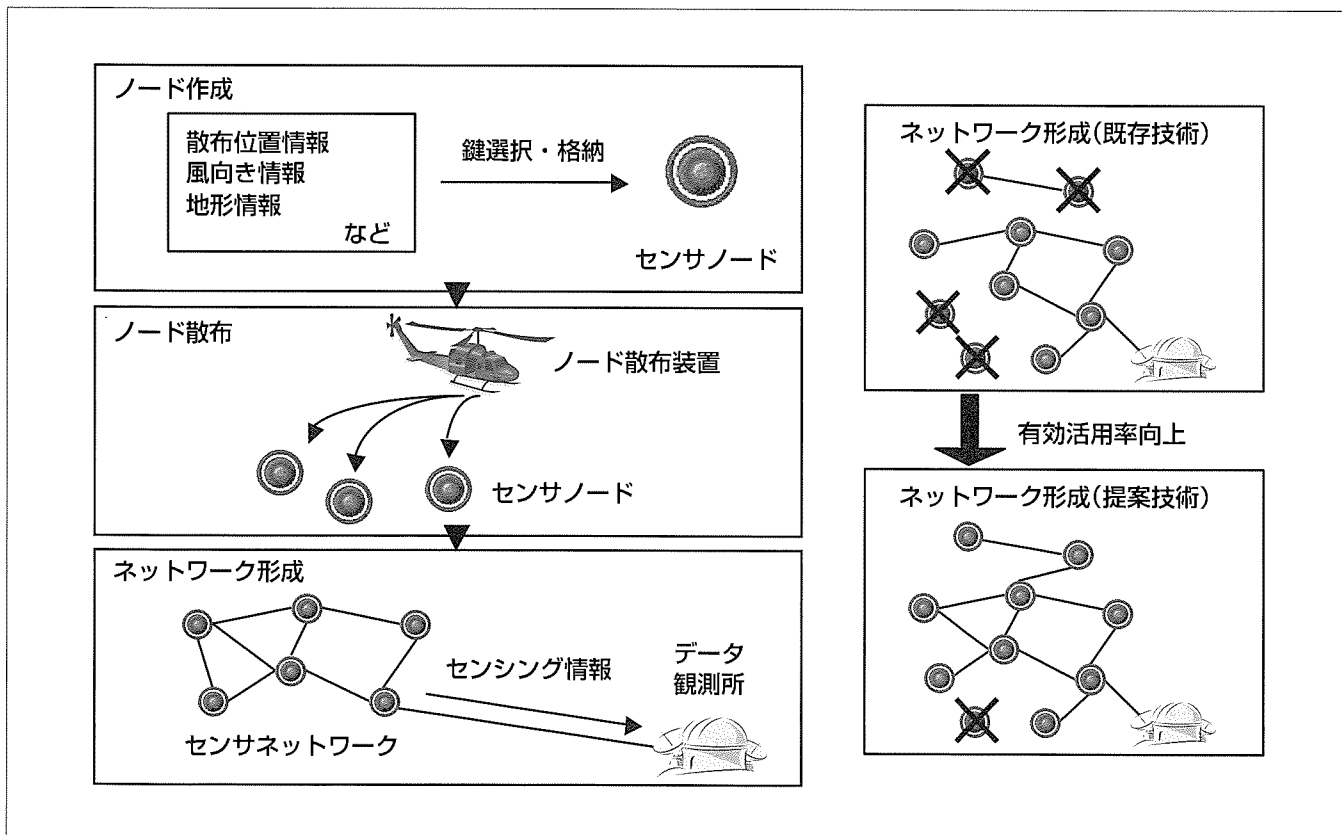 ノード作成
散布位置情報
風向き情報
地形情報
など
鍵選択・格納
センサノード
ノード散布
ノード散布装置
センサノード
ネットワーク形成
センシング情報
データ
観測所
センサネットワーク
ネットワーク形成(既存技術)
有効活用率向上
ネットワーク形成(提案技術)